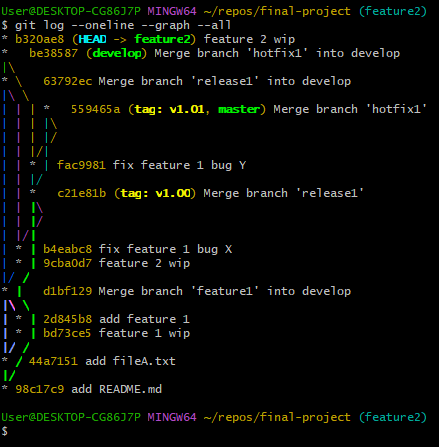 User@DESKTOP-CG86J7P MINGW64 ~/repos/final-project (feature2)
$ git log --oneline --graph --all
* b320ae8 (HEAD -> feature2) feature 2 wip
*   be38587 (develop) Merge branch 'hotfix1' into develop
|\
* \   63792ec Merge branch 'release1' into develop
|\ \
| | | *   559465a (tag: v1.01, master) Merge branch 'hotfix1'
| | | |\
| | | |/
| | |/|
| | * | fac9981 fix feature 1 bug Y
| | |/
| | *   c21e81b (tag: v1.00) Merge branch 'release1'
| | |\
| | |/
| |/|
| * | b4eabc8 fix feature 1 bug X
| * | 9cba0d7 feature 2 wip
|/ /
* |   d1bf129 Merge branch 'feature1' into develop
|\ \
| * | 2d845b8 add feature 1
| * | bd73ce5 feature 1 wip
|/ /
* / 44a7151 add fileA.txt
|/
* 98c17c9 add README.md
User@DESKTOP-CG86J7P MINGW64 ~/repos/final-project (feature2)
$